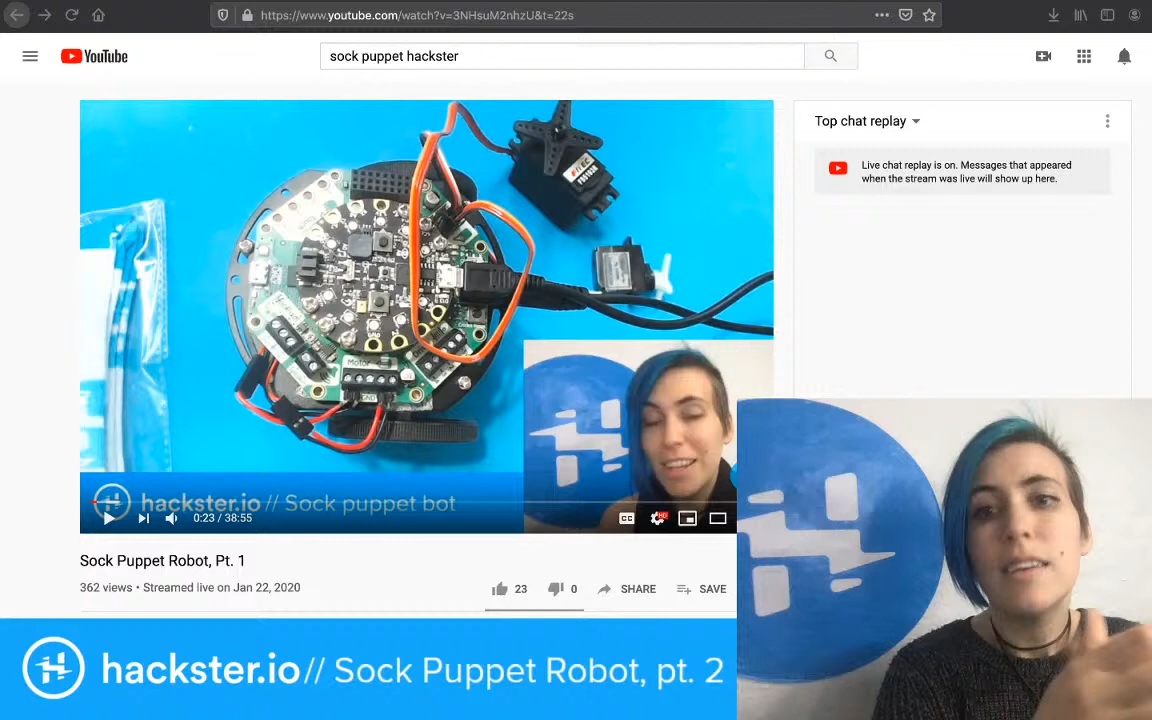 https://www.youtube.com/watch?v=3NHsuM2nhzU&t=22s
YouTube
sock puppet hackster
Top chat replay
Live chat replay is on. Messages that appeared
when the stream was live will show up here.
Motor
hackster.io // Sock puppet bot
0:23 / 38:55
CC
HD
Sock Puppet Robot, Pt. 1
362 views • Streamed live on Jan 22, 2020
23
0
SHARE
SAVE
hackster.io // Sock Puppet Robot, pt. 2